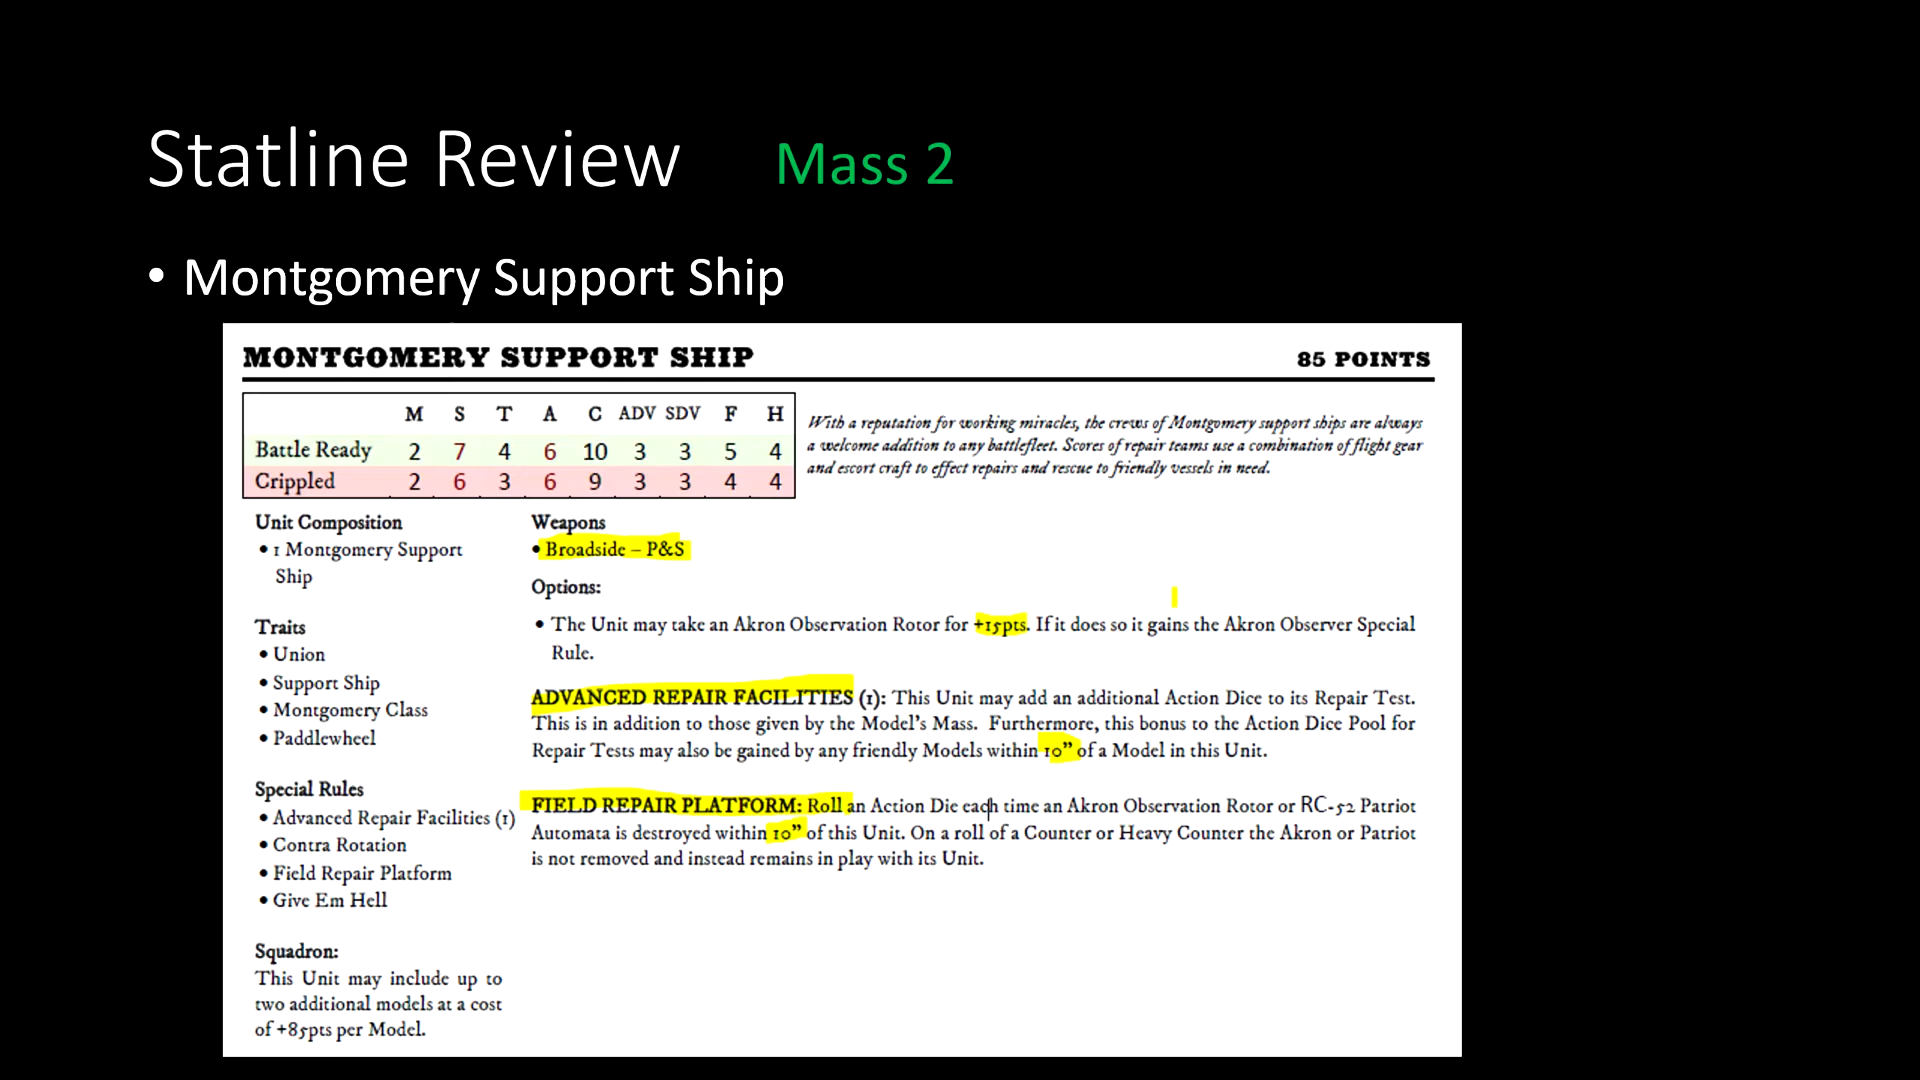 Statline Review Mass 2
• Montgomery Support Ship
MONTGOMERY SUPPORT SHIP 85 POINTS
M S T A C ADV SDV F H
Battle Ready 2 7 4 6 10 3 3 5 4
Crippled 2 6 3 6 9 3 3 4 4
With a reputation for working miracles, the crews of Montgomery support ships are always
a welcome addition to any battlefleet. Scores of repair teams use a combination of flight gear
and escort craft to effect repairs and rescue to friendly vessels in need.
Unit Composition
• 1 Montgomery Support
Ship
Traits
• Union
• Support Ship
• Montgomery Class
• Paddlewheel
Special Rules
• Advanced Repair Facilities (1)
• Contra Rotation
• Field Repair Platform
• Give Em Hell
Squadron:
This Unit may include up to
two additional models at a cost
of +85pts per Model.
Weapons
• Broadside – P&S
Options:
• The Unit may take an Akron Observation Rotor for +15pts. If it does so it gains the Akron Observer Special
Rule.
ADVANCED REPAIR FACILITIES (1): This Unit may add an additional Action Dice to its Repair Test.
This is in addition to those given by the Model's Mass. Furthermore, this bonus to the Action Dice Pool for
Repair Tests may also be gained by any friendly Models within 10” of a Model in this Unit.
FIELD REPAIR PLATFORM: Roll an Action Die each time an Akron Observation Rotor or RC-52 Patriot
Automata is destroyed within 10” of this Unit. On a roll of a Counter or Heavy Counter the Akron or Patriot
is not removed and instead remains in play with its Unit.